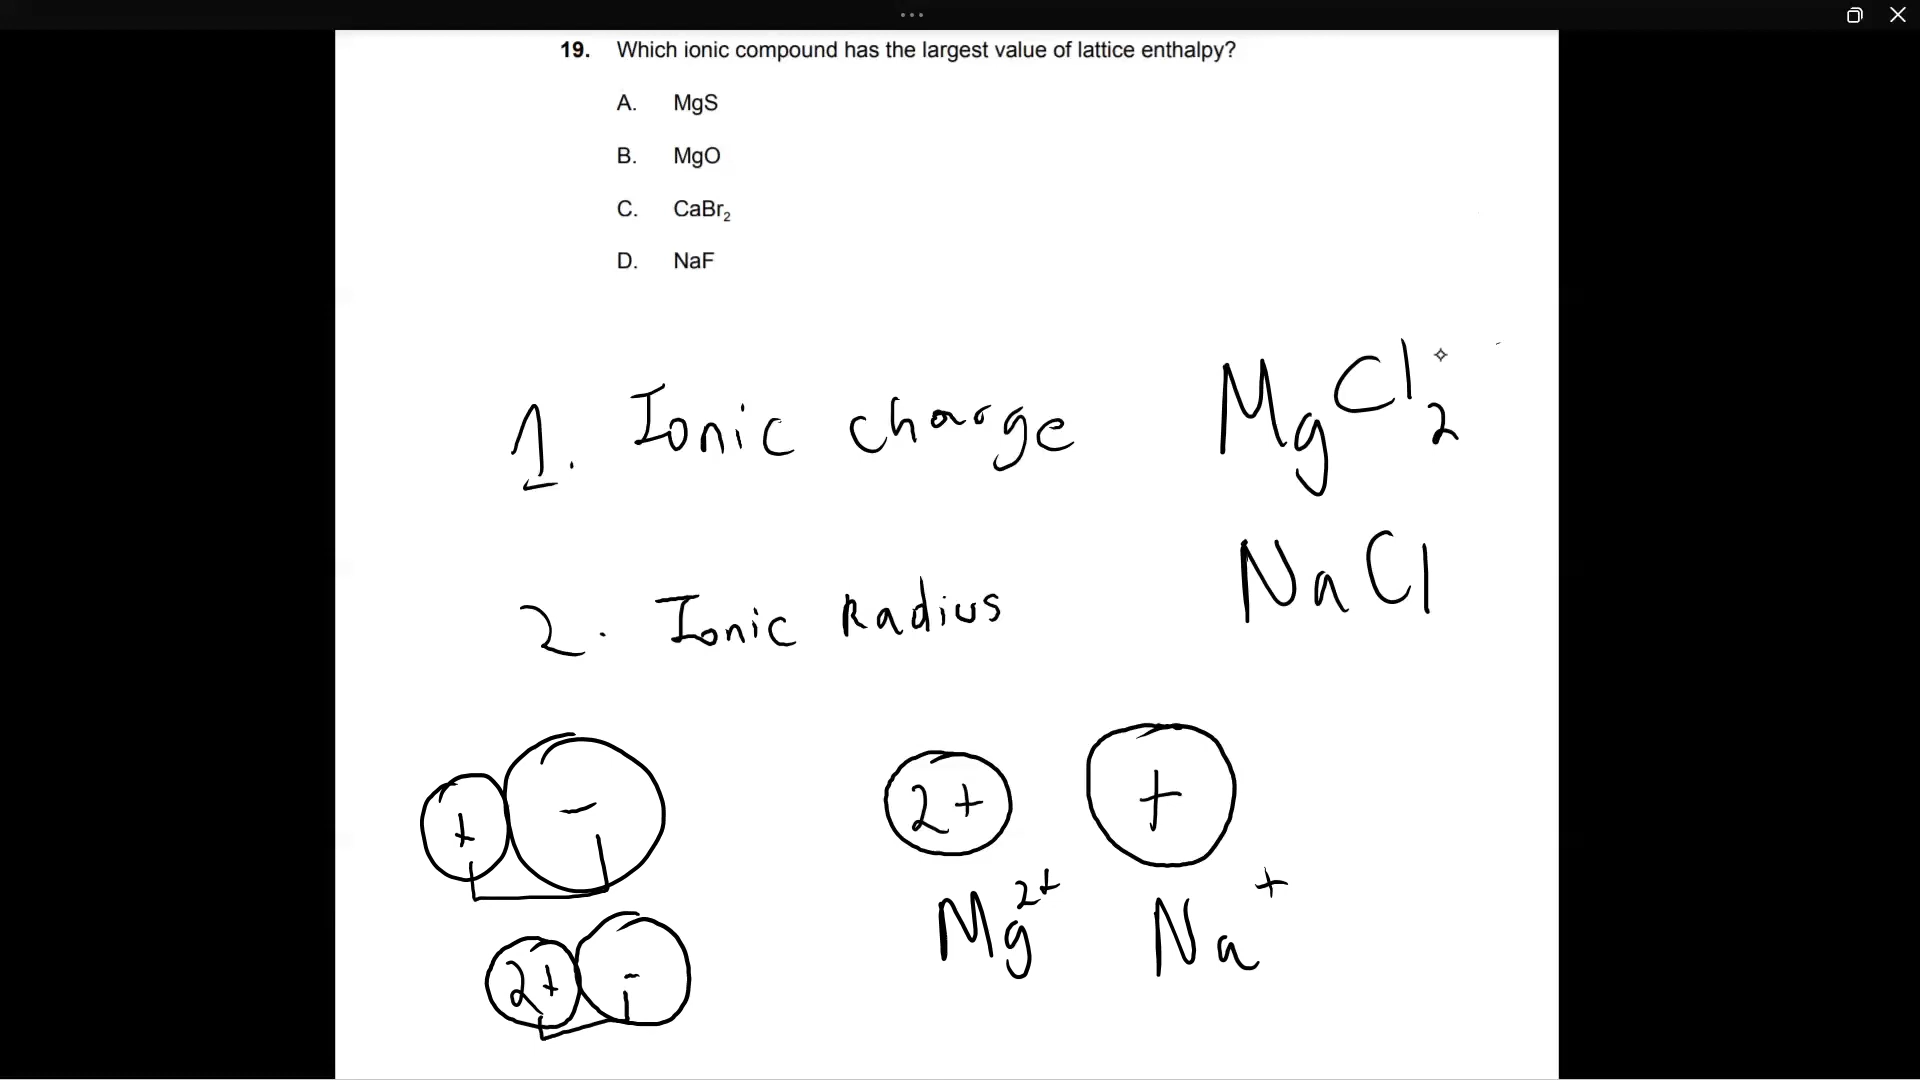 19. Which ionic compound has the largest value of lattice enthalpy?
A. MgS
B. MgO
C. CaBr₂
D. NaF
1. Ionic charge
MgCl₂
NaCl
2. Ionic Radius
+ -
2+ +
Mg²⁺ Na⁺
2+ -